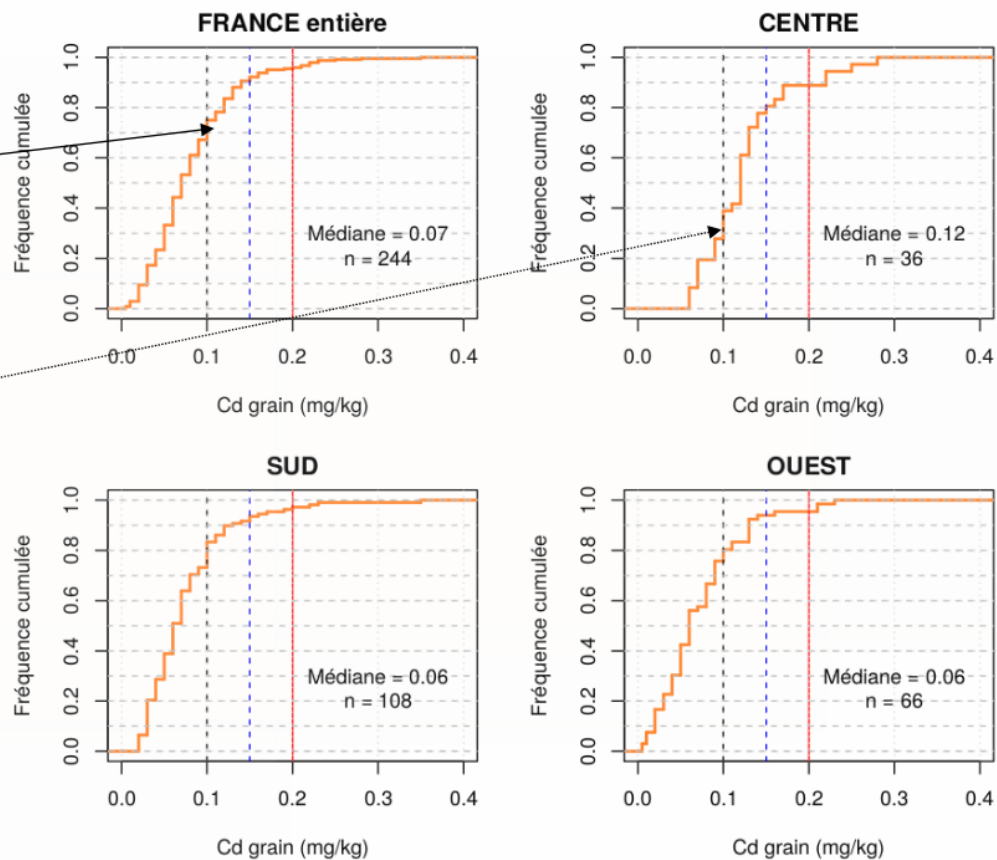 FRANCE entière
Fréquence cumulée
0.0 0.2 0.4 0.6 0.8 1.0
Médiane = 0.07
n = 244
0.0 0.1 0.2 0.3 0.4
Cd grain (mg/kg)
CENTRE
Fréquence cumulée
0.0 0.2 0.4 0.6 0.8 1.0
Médiane = 0.12
n = 36
0.0 0.1 0.2 0.3 0.4
Cd grain (mg/kg)
SUD
Fréquence cumulée
0.0 0.2 0.4 0.6 0.8 1.0
Médiane = 0.06
n = 108
0.0 0.1 0.2 0.3 0.4
Cd grain (mg/kg)
OUEST
Fréquence cumulée
0.0 0.2 0.4 0.6 0.8 1.0
Médiane = 0.06
n = 66
0.0 0.1 0.2 0.3 0.4
Cd grain (mg/kg)